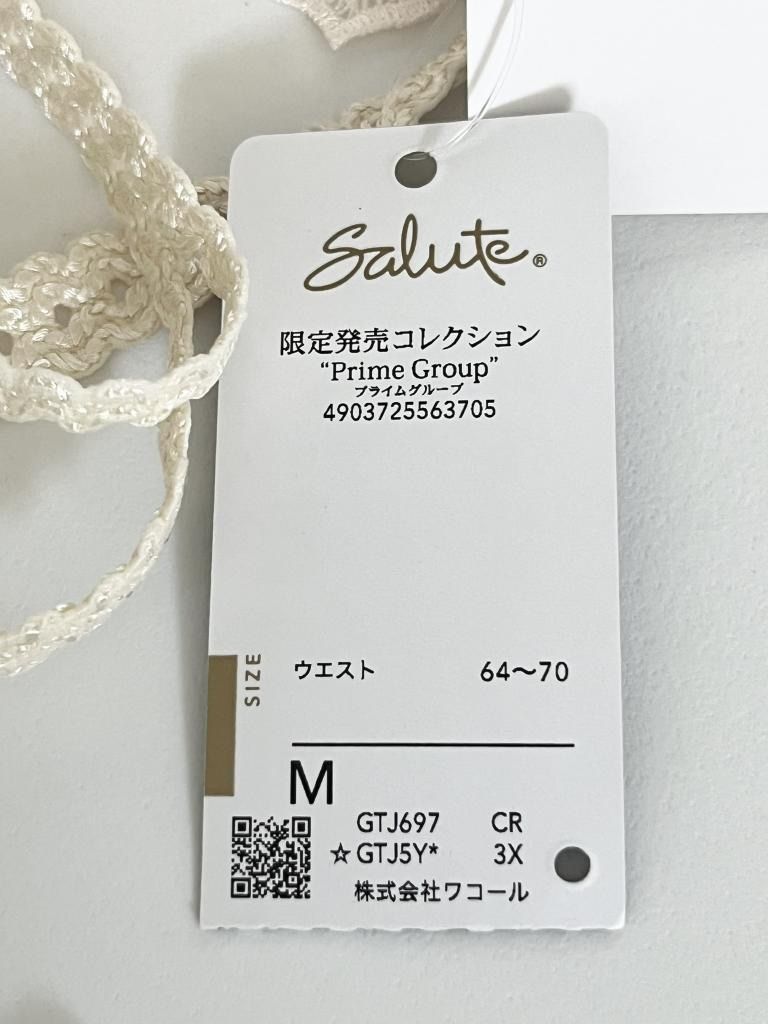 Salute®
限定発売コレクション
“Prime Group”
プライムグループ
4903725563705
SIZE
ウエスト 64〜70
M
GTJ697 CR
☆GTJ5Y* 3X
株式会社ワコール